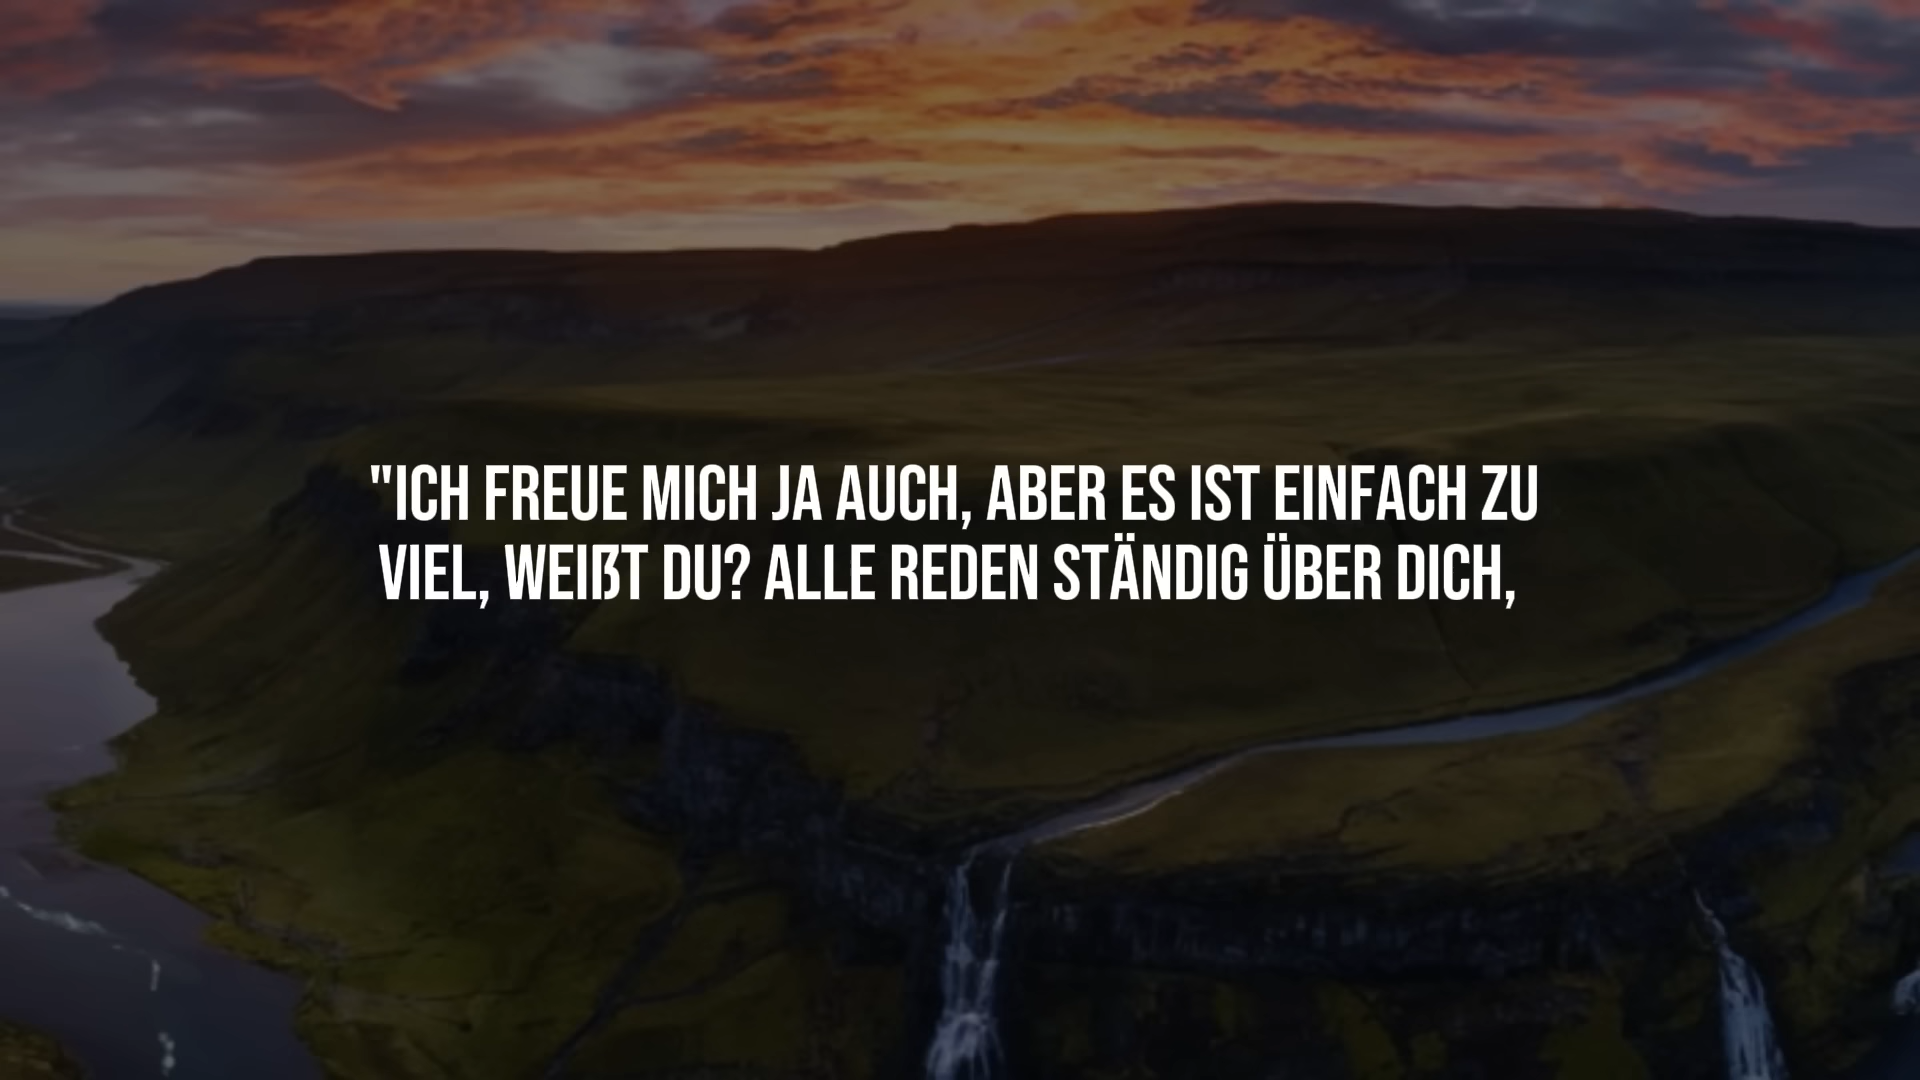 "ICH FREUE MICH JA AUCH, ABER ES IST EINFACH ZU
VIEL, WEIßT DU? ALLE REDEN STÄNDIG ÜBER DICH,